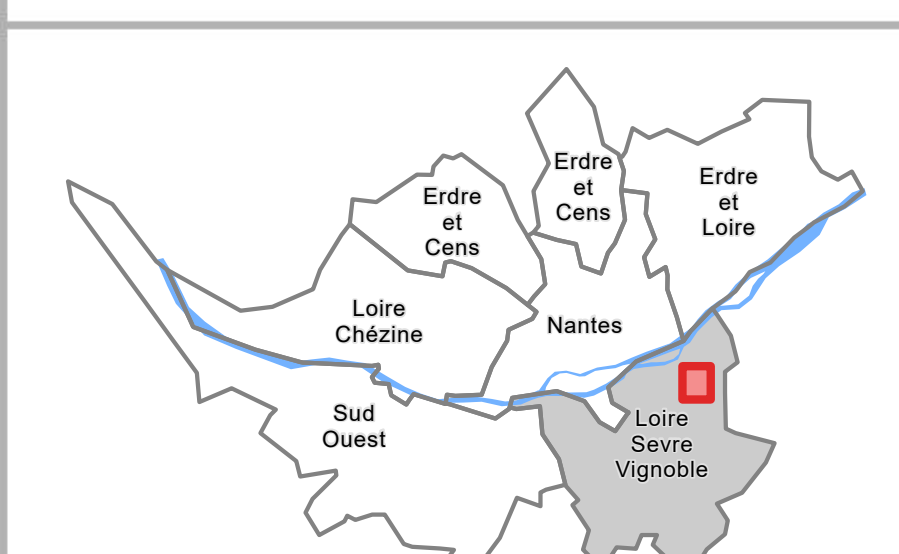 Erdre
et
Cens
Erdre
et
Loire
Erdre
et
Cens
Loire
Chézine
Nantes
Sud
Ouest
Loire
Sevre
Vignoble